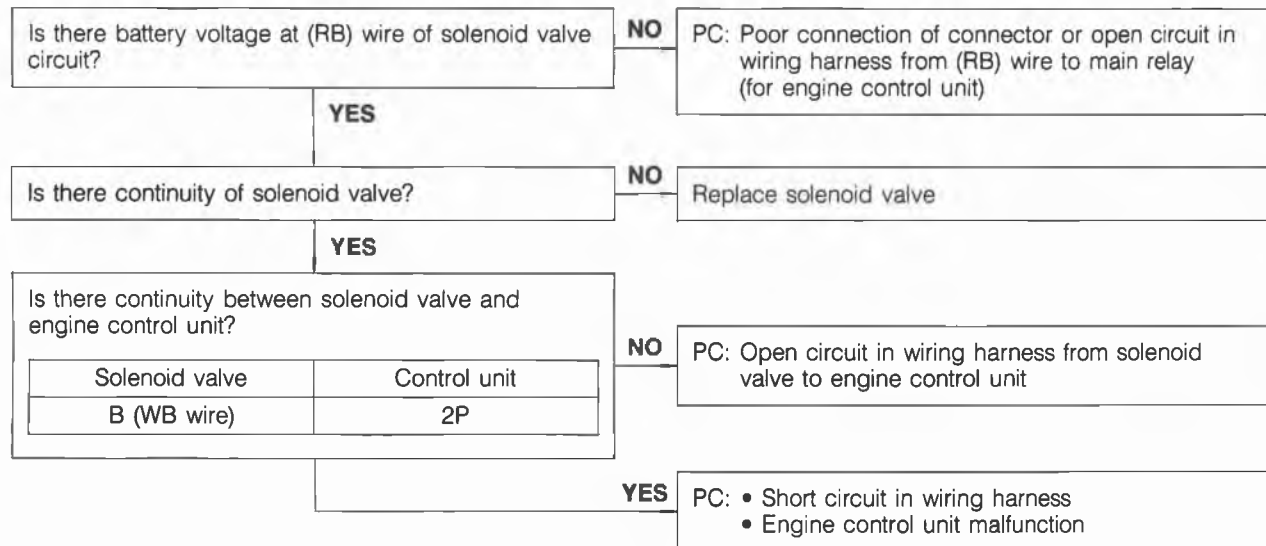 Is there battery voltage at (RB) wire of solenoid valve
circuit?
NO
PC: Poor connection of connector or open circuit in
wiring harness from (RB) wire to main relay
(for engine control unit)
YES
Is there continuity of solenoid valve?
NO
Replace solenoid valve
YES
Is there continuity between solenoid valve and
engine control unit?
Solenoid valve Control unit
B (WB wire) 2P
NO
PC: Open circuit in wiring harness from solenoid
valve to engine control unit
YES
PC: • Short circuit in wiring harness
• Engine control unit malfunction